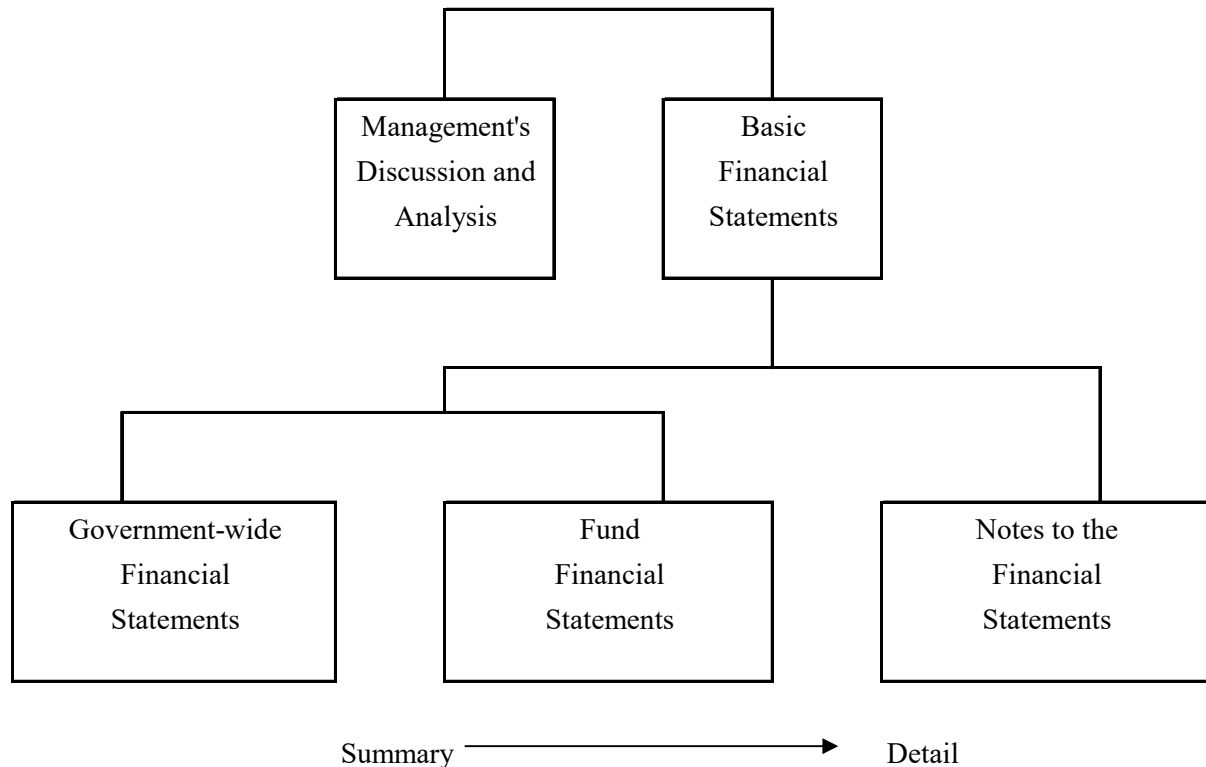 Management's
Discussion and
Analysis
Basic
Financial
Statements
Government-wide
Financial
Statements
Fund
Financial
Statements
Notes to the
Financial
Statements
Summary
Detail